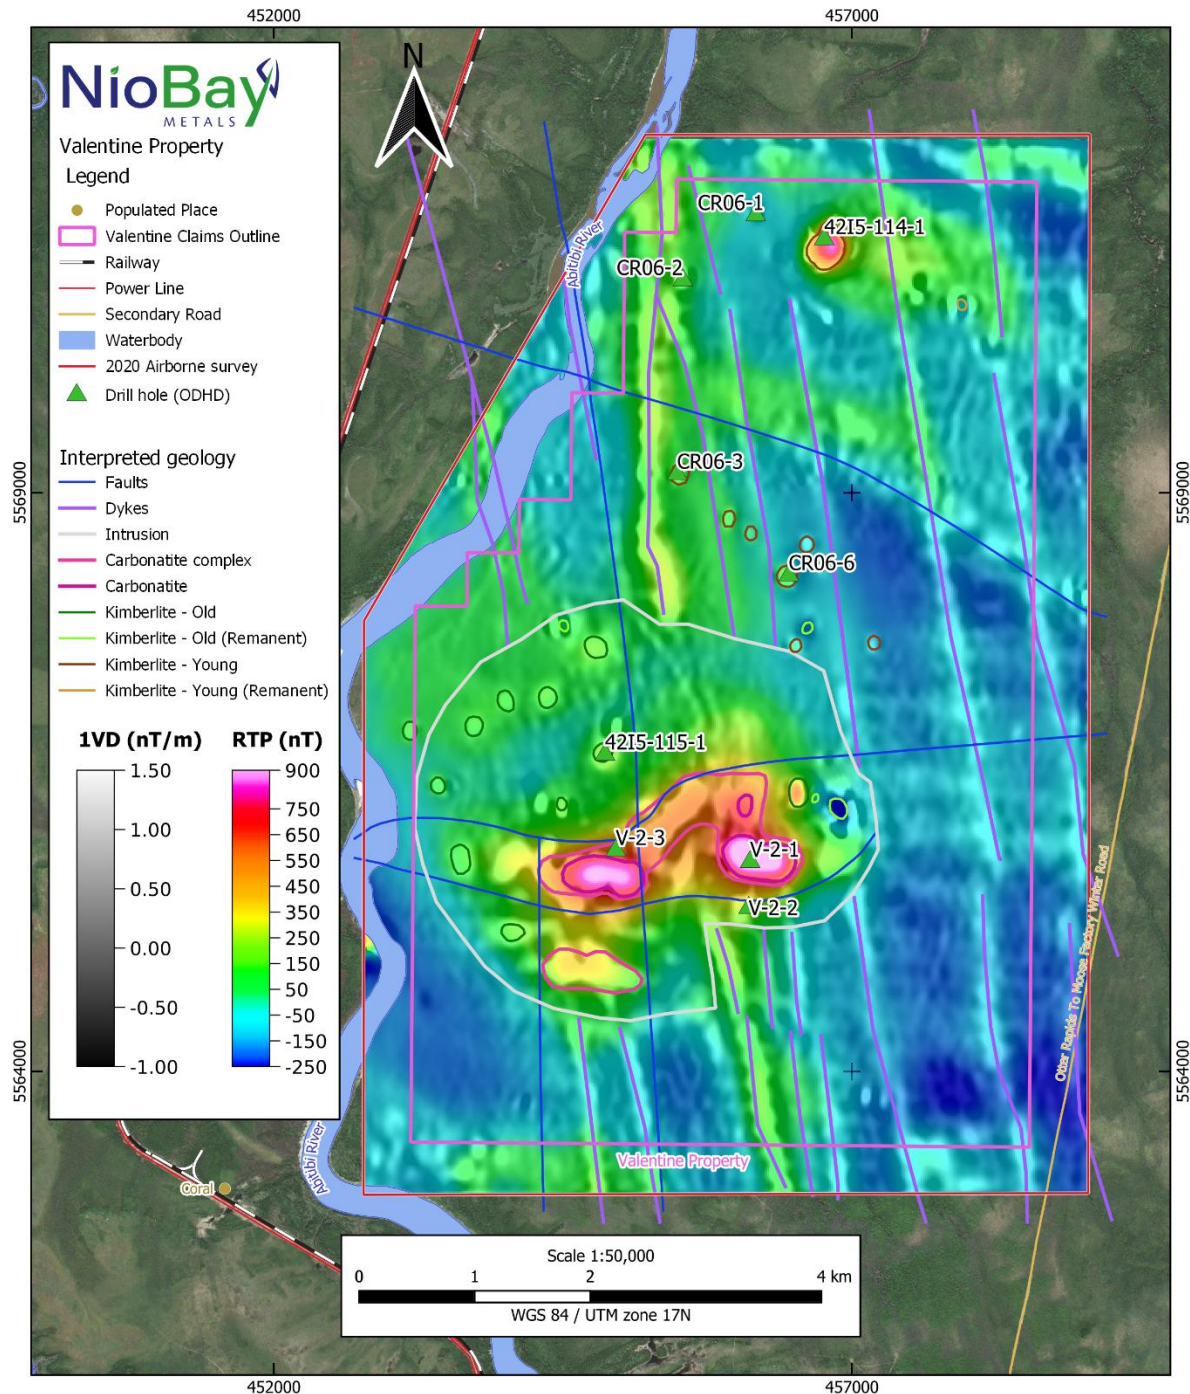 452000
457000
N
NioBay
METALS
Valentine Property
Legend
Populated Place
Valentine Claims Outline
Railway
Power Line
Secondary Road
Waterbody
2020 Airborne survey
Drill hole (ODHD)
Interpreted geology
Faults
Dykes
Intrusion
Carbonatite complex
Carbonatite
Kimberlite - Old
Kimberlite - Old (Remanent)
Kimberlite - Young
Kimberlite - Young (Remanent)
1VD (nT/m)
1.50
1.00
0.50
0.00
-0.50
-1.00
RTP (nT)
900
750
650
550
450
350
250
150
50
-50
-150
-250
CR06-1
42I5-114-1
Abitibi River
CR06-2
CR06-3
CR06-6
42I5-115-1
V-2-3
V-2-1
V-2-2
Otter Rapids To Moose Factory Winter Road
Valentine Property
Abitibi River
Coral
5569000
5569000
5564000
5564000
Scale 1:50,000
0 1 2 4 km
WGS 84 / UTM zone 17N
452000
457000